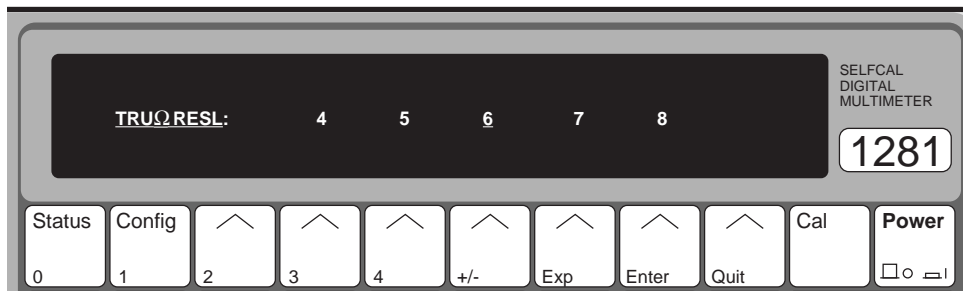 TRUΩ RESL: 4 5 6 7 8
SELFCAL
DIGITAL
MULTIMETER
1281
Status Config Cal Power
0 1 2 3 4 +/- Exp Enter Quit